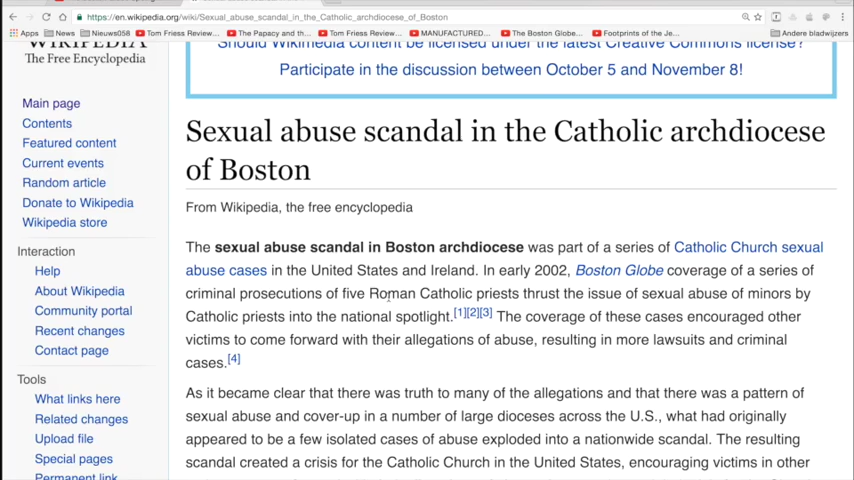 https://en.wikipedia.org/wiki/Sexual_abuse_scandal_in_the_Catholic_archdiocese_of_Boston
Apps News Nieuws058 Tom Friess Review... The Papacy and th... Tom Friess Review... MANUFACTURED... The Boston Globe... Footprints of the Je... Andere bladwijzers
WIKIPEDIA
The Free Encyclopedia
Main page
Contents
Featured content
Current events
Random article
Donate to Wikipedia
Wikipedia store
Interaction
Help
About Wikipedia
Community portal
Recent changes
Contact page
Tools
What links here
Related changes
Upload file
Special pages
Permanent link
Should Wikimedia content be licensed under the latest Creative Commons license?
Participate in the discussion between October 5 and November 8!
Sexual abuse scandal in the Catholic archdiocese
of Boston
From Wikipedia, the free encyclopedia
The sexual abuse scandal in Boston archdiocese was part of a series of Catholic Church sexual
abuse cases in the United States and Ireland. In early 2002, Boston Globe coverage of a series of
criminal prosecutions of five Roman Catholic priests thrust the issue of sexual abuse of minors by
Catholic priests into the national spotlight.[1][2][3] The coverage of these cases encouraged other
victims to come forward with their allegations of abuse, resulting in more lawsuits and criminal
cases.[4]
As it became clear that there was truth to many of the allegations and that there was a pattern of
sexual abuse and cover-up in a number of large dioceses across the U.S., what had originally
appeared to be a few isolated cases of abuse exploded into a nationwide scandal. The resulting
scandal created a crisis for the Catholic Church in the United States, encouraging victims in other